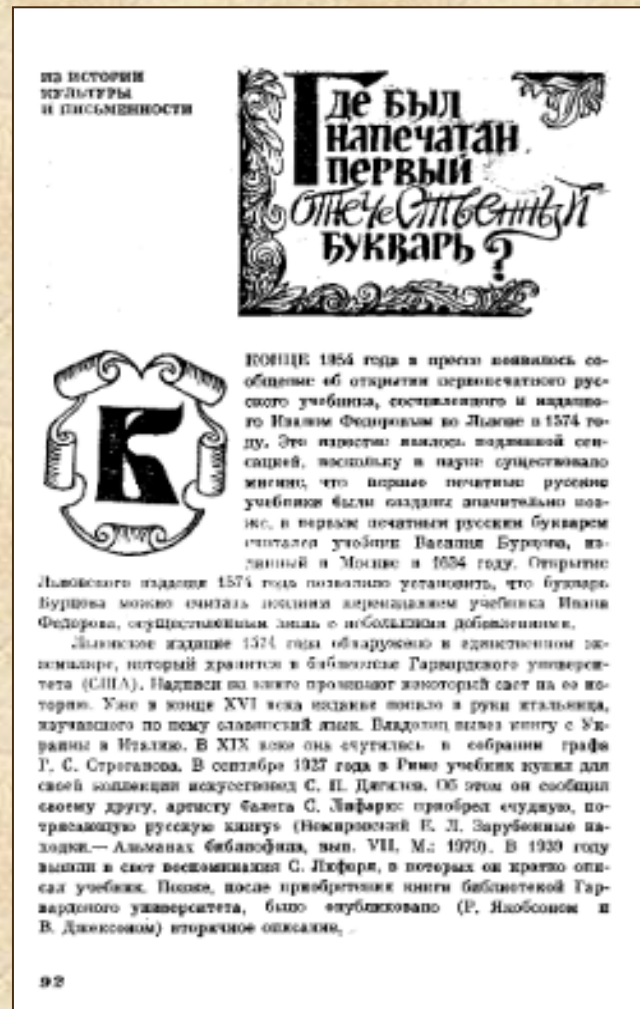 ИЗ ИСТОРИИ
КУЛЬТУРЫ
И ПИСЬМЕННОСТИ
Где был
напечатан
первый
отечественный
букварь?
К
КОНЦЕ 1954 года в прессе появилось со-
общение об открытии первопечатного рус-
ского учебника, составленного и изданно-
го Иваном Федоровым во Львове в 1574 го-
ду. Это известие явилось подлинной сен-
сацией, поскольку в науке существовало
мнение, что первые печатные русские
учебники были созданы значительно поз-
же, а первым печатным русским букварем
считался учебник Василия Бурцова, из-
данный в Москве в 1634 году. Открытие
Львовского издания 1574 года позволило установить, что букварь
Бурцова можно считать поздним переизданием учебника Ивана
Федорова, осуществленным лишь с небольшими добавлениями.
Львовское издание 1574 года обнаружено в единственном эк-
земпляре, который хранится в библиотеке Гарвардского универси-
тета (США). Надписи на книге проливают некоторый свет на ее ис-
торию. Уже в конце XVI века издание попало в руки итальянца,
изучавшего по нему славянский язык. Владелец вывез книгу с Ук-
раины в Италию. В XIX веке она очутилась в собрании графа
Г. С. Строганова. В сентябре 1927 года в Риме учебник купил для
своей коллекции искусствовед С. П. Дягилев. Об этом он сообщил
своему другу, артисту балета С. Лифарю: приобрел «чудную, по-
трясающую русскую книгу» (Немировский Е. Л. Зарубежные на-
ходки.— Альманах библиофила, вып. VII, М.: 1979). В 1939 году
вышли в свет воспоминания С. Лифаря, в которых он кратко опи-
сал учебник. Позже, после приобретения книги библиотекой Гар-
вардского университета, было опубликовано (Р. Якобсоном и
В. Джексоном) вторичное описание.
92